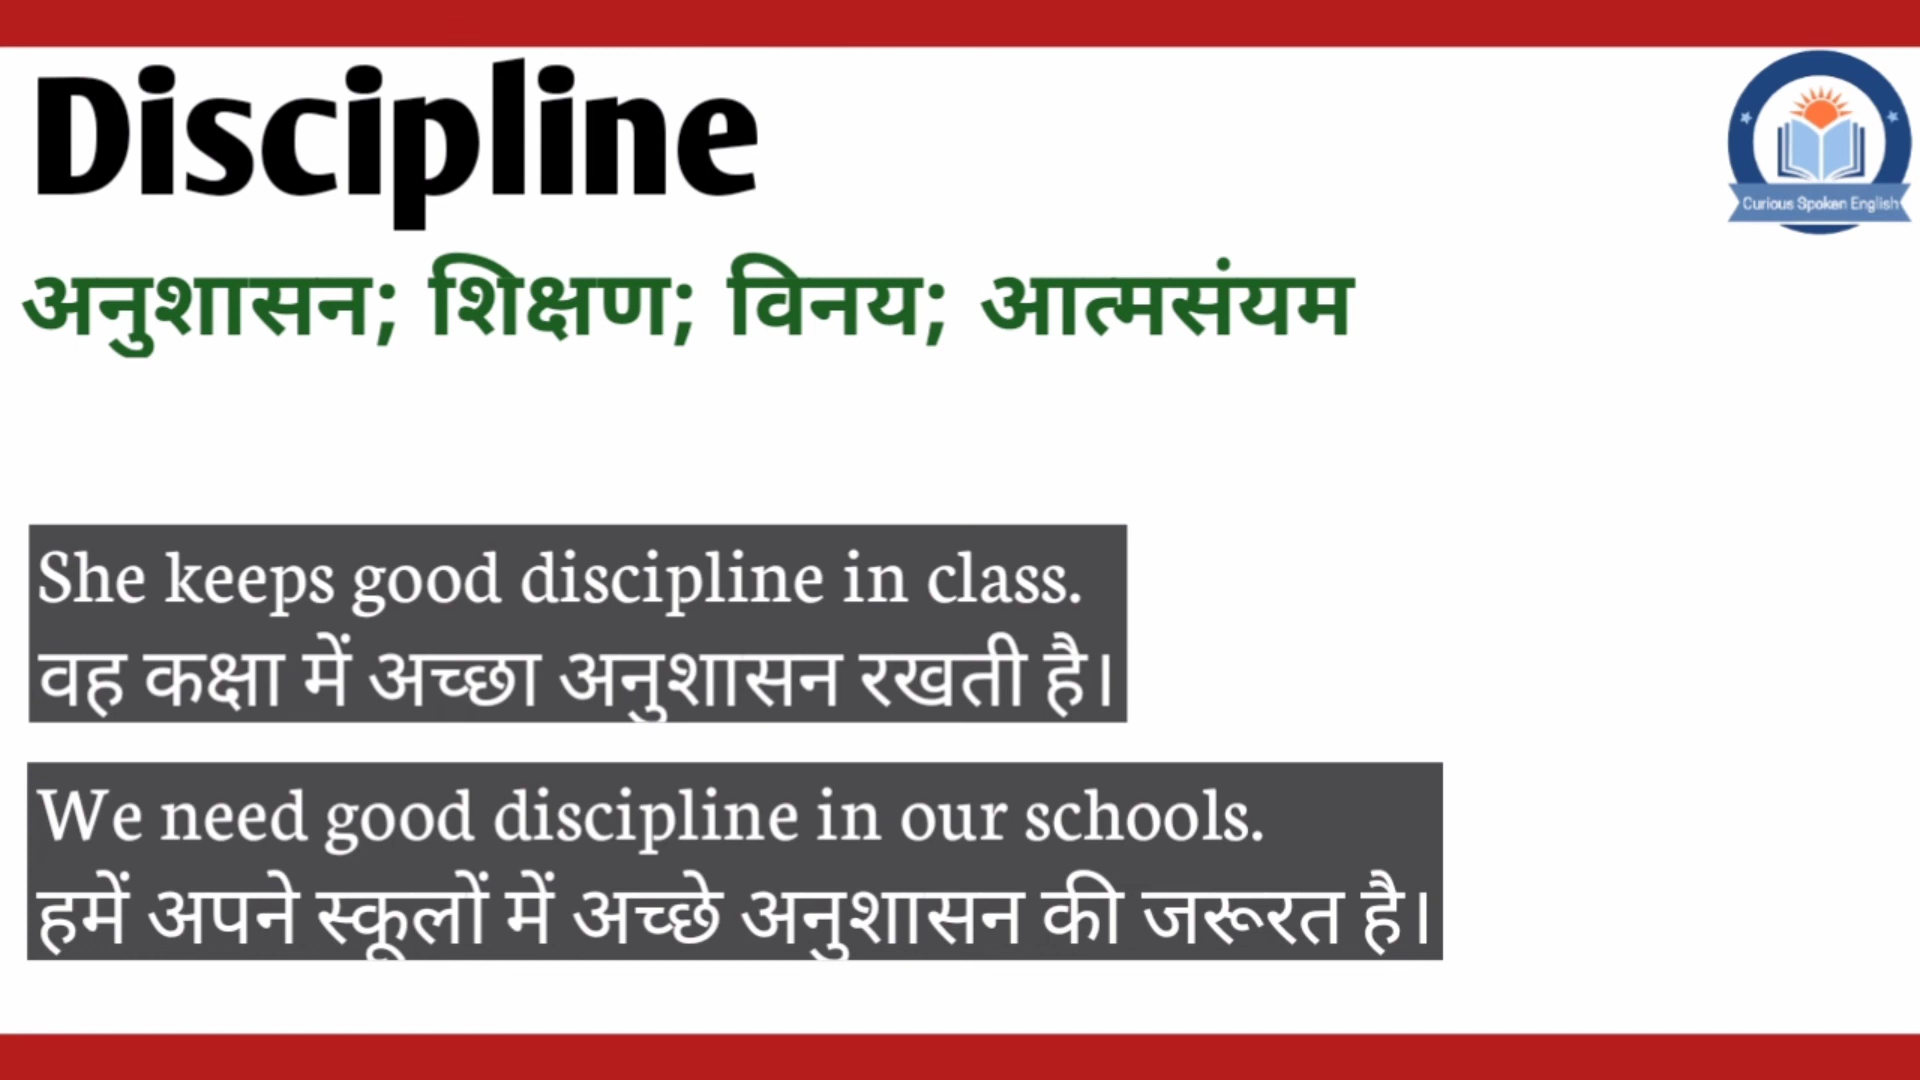 Discipline
Curious Spoken English
अनुशासन; शिक्षण; विनय; आत्मसंयम
She keeps good discipline in class.
वह कक्षा में अच्छा अनुशासन रखती है।
We need good discipline in our schools.
हमें अपने स्कूलों में अच्छे अनुशासन की जरूरत है।